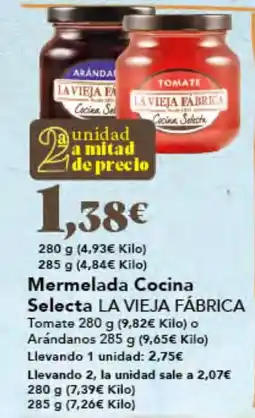 ARÁNDA
LA VIEJA FÁ
Cocina Se
TOMATE
LA VIEJA FÁBRICA
Cocina Selecta
2ª unidad
a mitad
de precio
1,38€
280 g (4,93€ Kilo)
285 g (4,84€ Kilo)
Mermelada Cocina
Selecta LA VIEJA FÁBRICA
Tomate 280 g (9,82€ Kilo) o
Arándanos 285 g (9,65€ Kilo)
Llevando 1 unidad: 2,75€
Llevando 2, la unidad sale a 2,07€
280 g (7,39€ Kilo)
285 g (7,26€ Kilo)